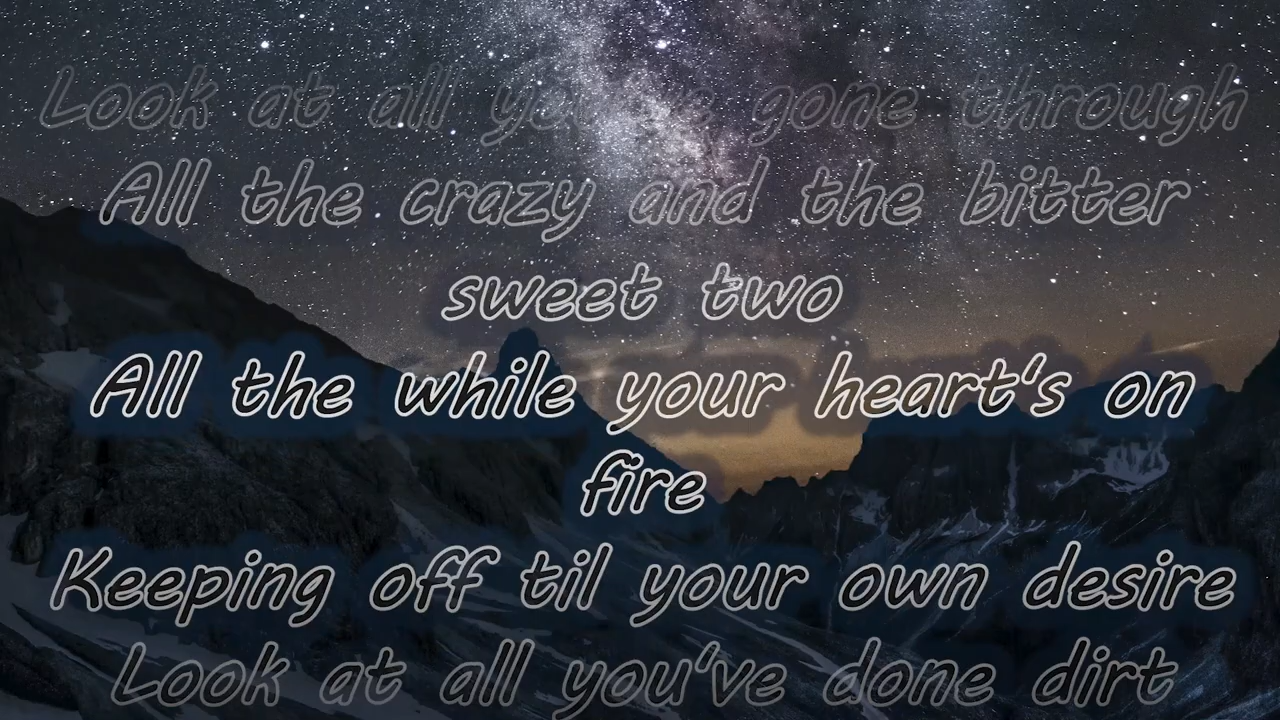 Look at all you've gone through
All the crazy and the bitter
sweet two
All the while your heart's on
fire
Keeping off til your own desire
Look at all you've done dirt